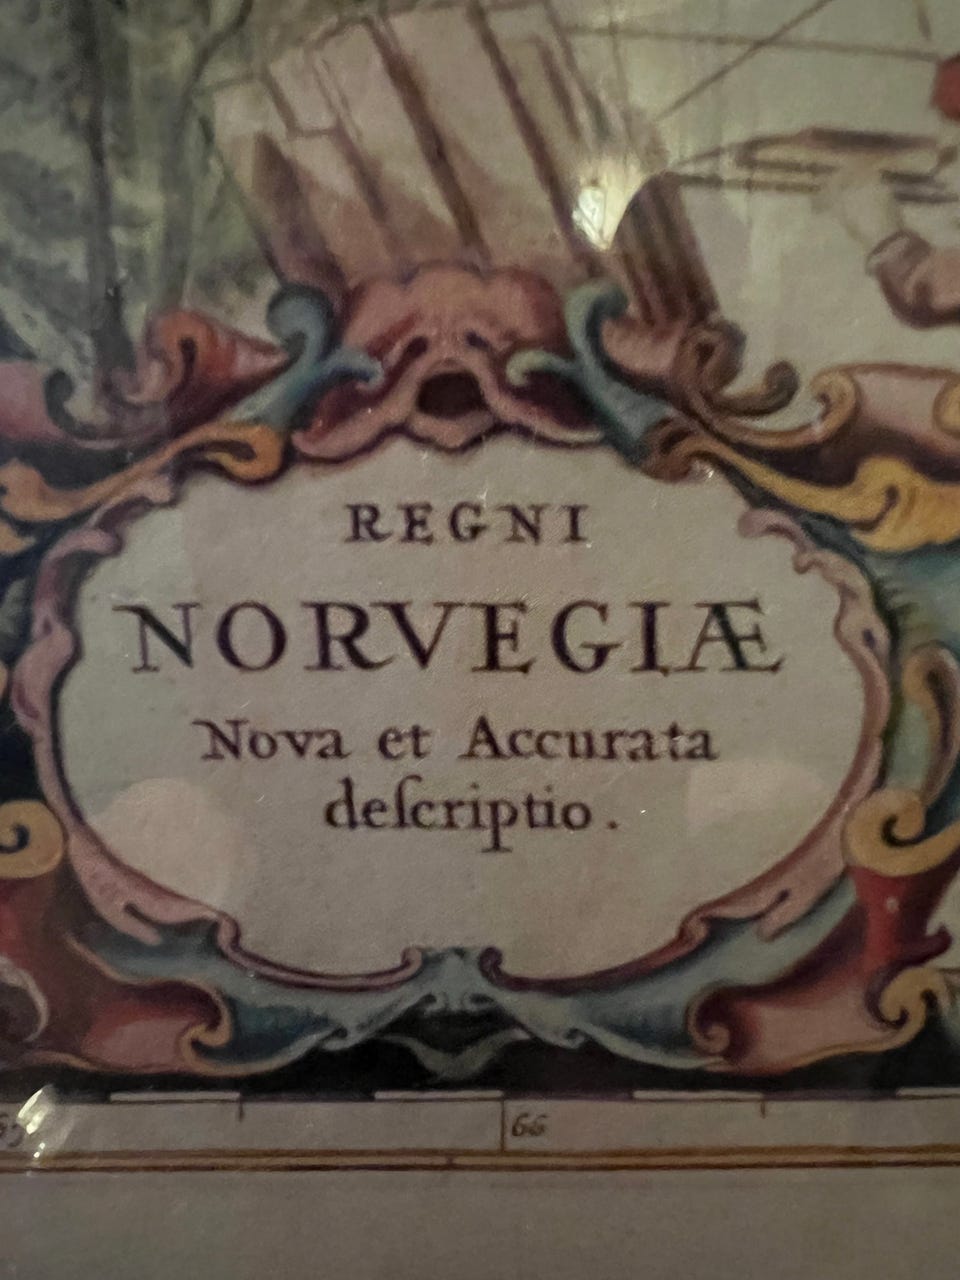 REGNI
NORVEGIÆ
Nova et Accurata
deſcriptio.
66